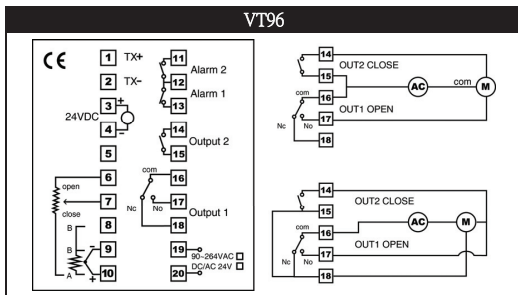 VT96
CE
1 TX+
2 TX-
3 +
24VDC
4 -
5
6 open
7 close
8 B
B
9 -
10 A +
11
Alarm 2
12
Alarm 1
13
14
Output 2
15
com 16
Nc No 17
Output 1
18
19
90~264VAC
DC/AC 24V
20
14
OUT2 CLOSE
15
AC com M
com 16
OUT1 OPEN
17
Nc No
18
14
OUT2 CLOSE
15
AC M
com 16
OUT1 OPEN
17
Nc No
18